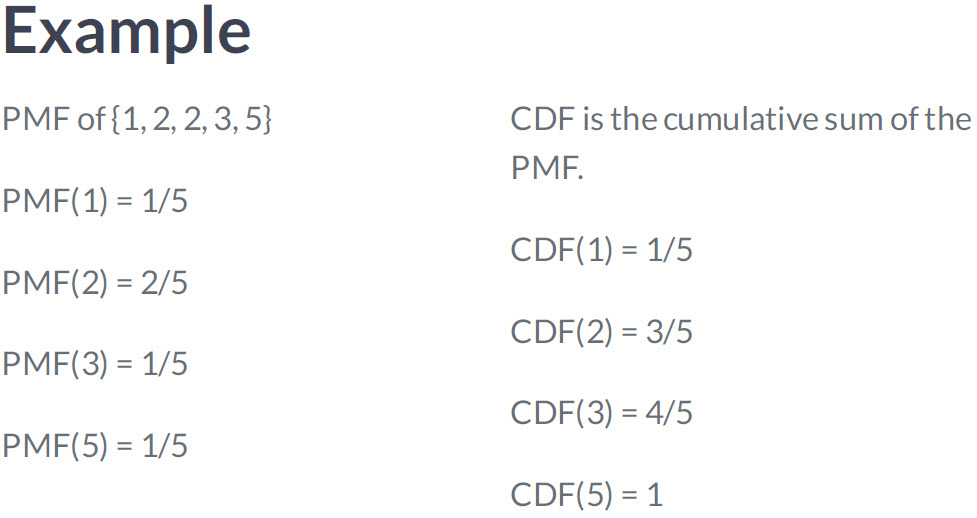 Example
PMF of {1, 2, 2, 3, 5}
PMF(1) = 1/5
PMF(2) = 2/5
PMF(3) = 1/5
PMF(5) = 1/5
CDF is the cumulative sum of the
PMF.
CDF(1) = 1/5
CDF(2) = 3/5
CDF(3) = 4/5
CDF(5) = 1